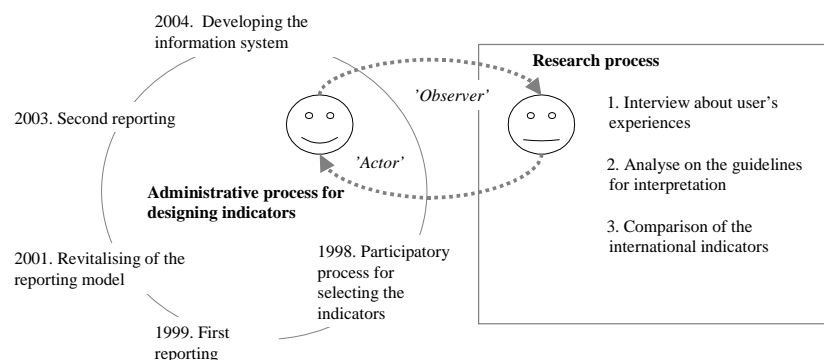 2004.  Developing the
information system
2003. Second reporting
Administrative process for
designing indicators
2001. Revitalising of the
reporting model
1999. First
reporting
1998. Participatory
process for
selecting the
indicators
’Observer’
’Actor’
Research process
1. Interview about user’s
experiences
2. Analyse on the guidelines
for interpretation
3. Comparison of the
international indicators